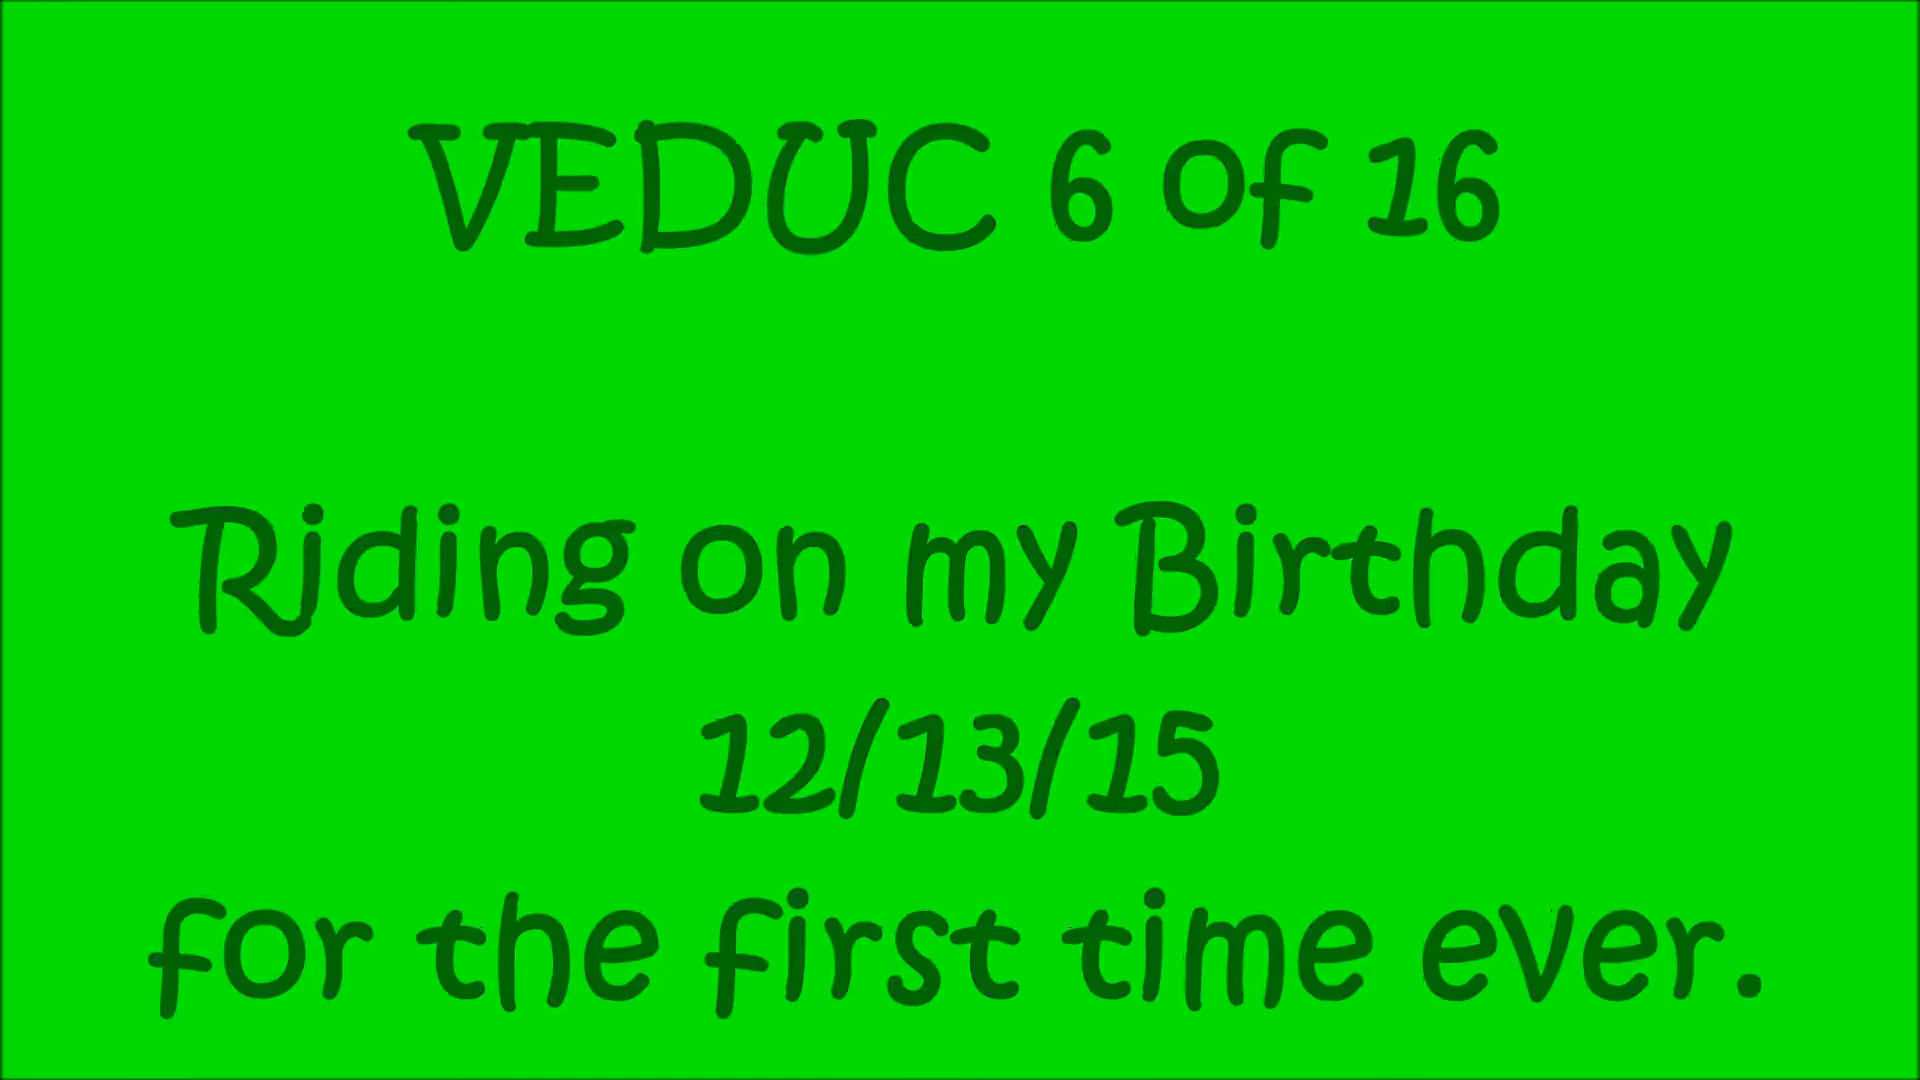 VEDUC 6 of 16
Riding on my Birthday
12/13/15
for the first time ever.